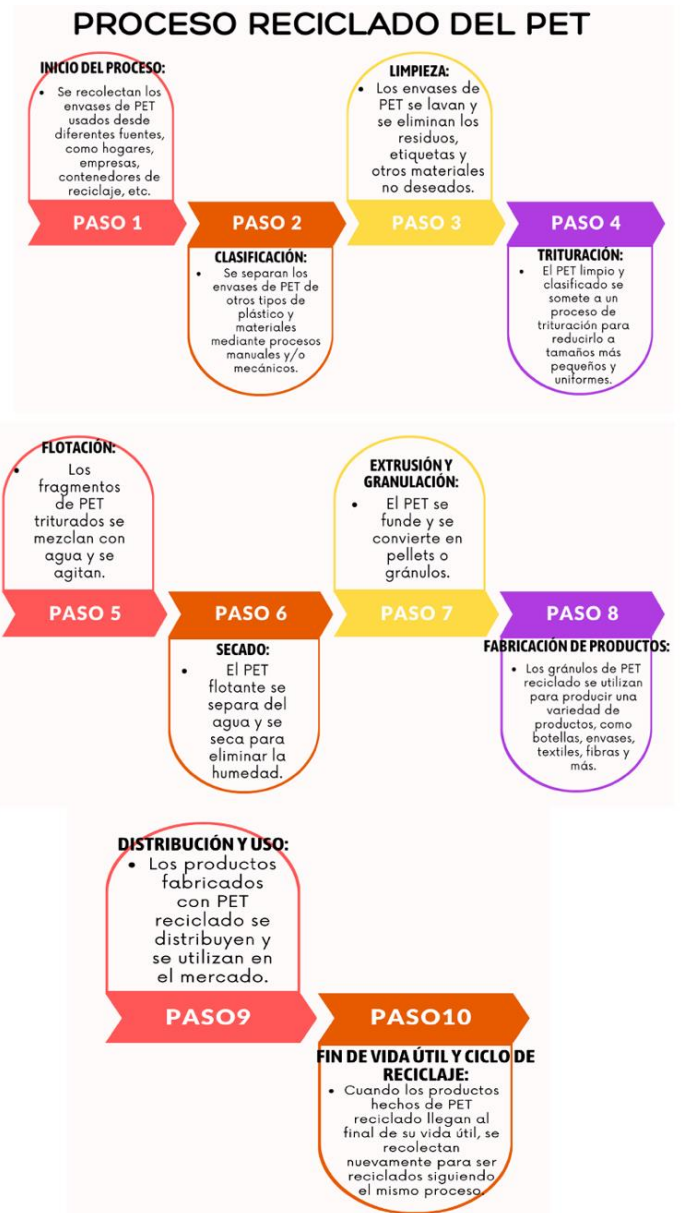 PROCESO RECICLADO DEL PET
INICIO DEL PROCESO:
• Se recolectan los
envases de PET
usados desde
diferentes fuentes,
como hogares,
empresas,
contenedores de
reciclaje, etc.
PASO 1
PASO 2
CLASIFICACIÓN:
• Se separan los
envases de PET de
otros tipos de
plástico y
materiales
mediante procesos
manuales y/o
mecánicos.
LIMPIEZA:
• Los envases de
PET se lavan y
se eliminan los
residuos,
etiquetas y
otros materiales
no deseados.
PASO 3
PASO 4
TRITURACIÓN:
• El PET limpio y
clasificado se
somete a un
proceso de
trituración para
reducirlo a
tamaños más
pequeños y
uniformes.
FLOTACIÓN:
• Los
fragmentos
de PET
triturados se
mezclan con
agua y se
agitan.
PASO 5
PASO 6
SECADO:
• El PET
flotante se
separa del
agua y se
seca para
eliminar la
humedad.
EXTRUSIÓN Y
GRANULACIÓN:
• El PET se
funde y se
convierte en
pellets o
gránulos.
PASO 7
PASO 8
FABRICACIÓN DE PRODUCTOS:
• Los gránulos de PET
reciclado se utilizan
para producir una
variedad de
productos, como
botellas, envases,
textiles, fibras y
más.
DISTRIBUCIÓN Y USO:
• Los productos
fabricados
con PET
reciclado se
distribuyen y
se utilizan en
el mercado.
PASO9
PASO10
FIN DE VIDA ÚTIL Y CICLO DE
RECICLAJE:
• Cuando los productos
hechos de PET
reciclado llegan al
final de su vida útil, se
recolectan
nuevamente para ser
reciclados siguiendo
el mismo proceso.